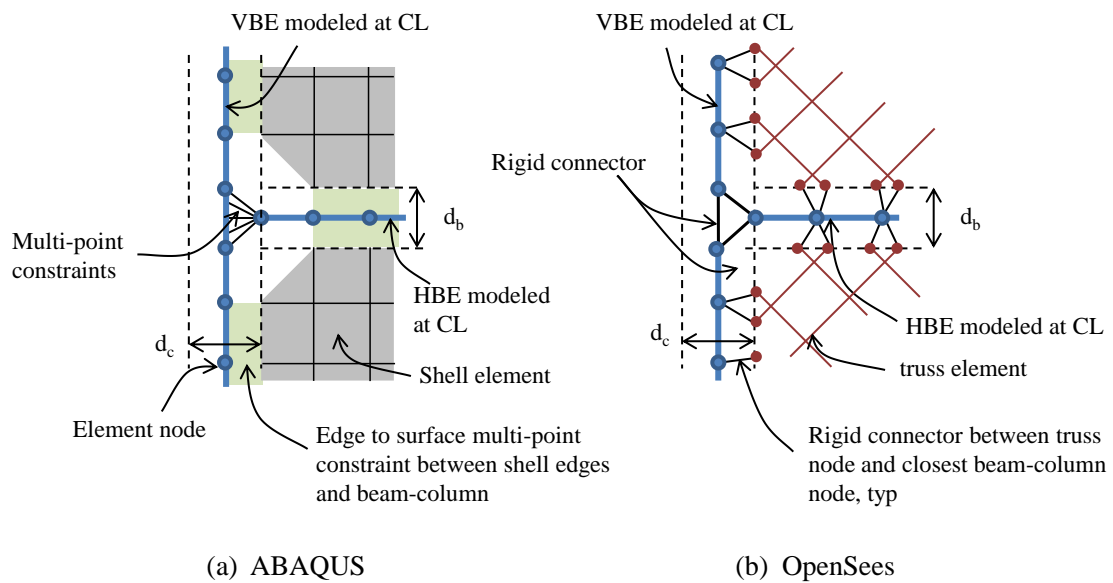 VBE modeled at CL
Multi-point
constraints
d_b
HBE modeled
at CL
d_c
Shell element
Element node
Edge to surface multi-point
constraint between shell edges
and beam-column
(a) ABAQUS
VBE modeled at CL
Rigid connector
d_b
HBE modeled at CL
d_c
truss element
Rigid connector between truss
node and closest beam-column
node, typ
(b) OpenSees